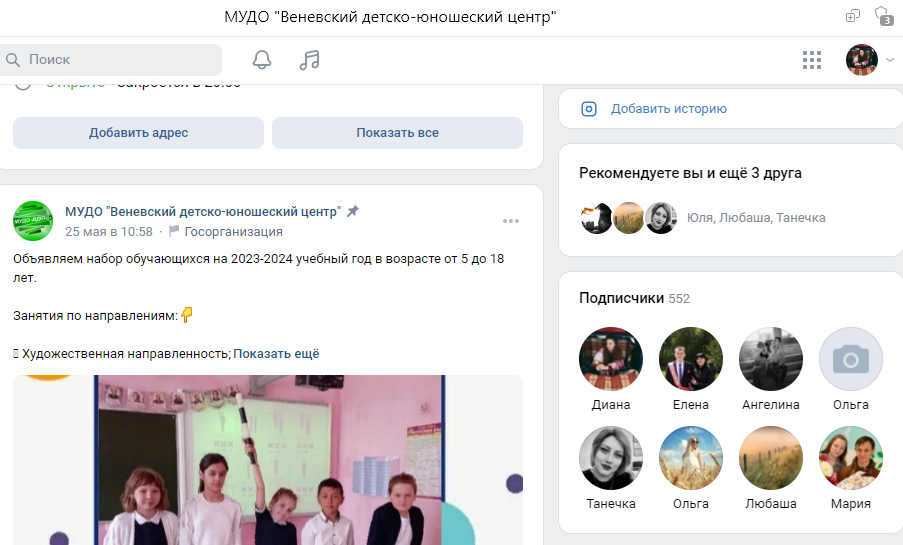 МУДО "Веневский детско-юношеский центр"
3
Поиск
Открыто · Закроется в 20:00
Добавить адрес
Показать все
МУДО "Веневский детско-юношеский центр"
25 мая в 10:58 · Госорганизация
Объявляем набор обучающихся на 2023-2024 учебный год в возрасте от 5 до 18
лет.
Занятия по направлениям:👇
Художественная направленность; Показать ещё
Добавить историю
Рекомендуете вы и ещё 3 друга
Юля, Любаша, Танечка
Подписчики 552
Диана
Елена
Ангелина
Ольга
Танечка
Ольга
Любаша
Мария